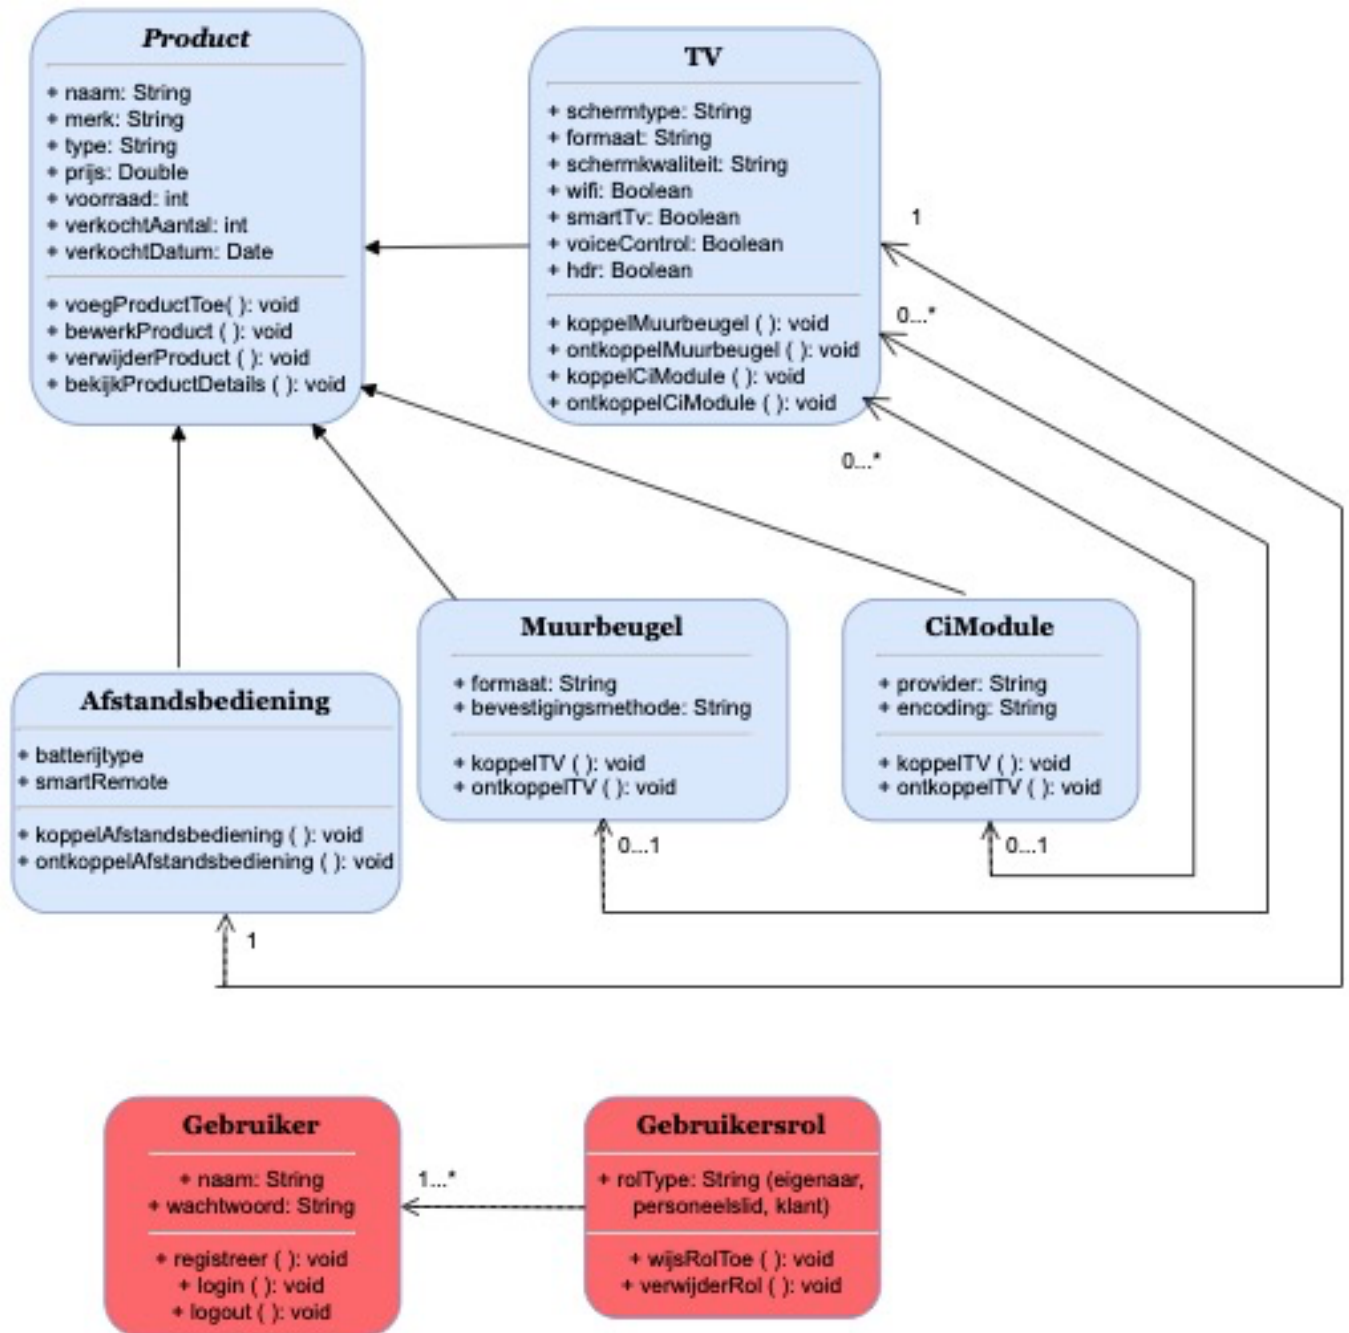 Product
+ naam: String
+ merk: String
+ type: String
+ prijs: Double
+ voorraad: int
+ verkochtAantal: int
+ verkochtDatum: Date
+ voegProductToe( ): void
+ bewerkProduct ( ): void
+ verwijderProduct ( ): void
+ bekijkProductDetails ( ): void
TV
+ schermtype: String
+ formaat: String
+ schermkwaliteit: String
+ wifi: Boolean
+ smartTv: Boolean
+ voiceControl: Boolean
+ hdr: Boolean
+ koppelMuurbeugel ( ): void
+ ontkoppelMuurbeugel ( ): void
+ koppelCiModule ( ): void
+ ontkoppelCiModule ( ): void
1
0...*
0...*
Afstandsbediening
+ batterijtype
+ smartRemote
+ koppelAfstandsbediening ( ): void
+ ontkoppelAfstandsbediening ( ): void
1
Muurbeugel
+ formaat: String
+ bevestigingsmethode: String
+ koppelTV ( ): void
+ ontkoppelTV ( ): void
0...1
CiModule
+ provider: String
+ encoding: String
+ koppelTV ( ): void
+ ontkoppelTV ( ): void
0...1
Gebruiker
+ naam: String
+ wachtwoord: String
+ registreer ( ): void
+ login ( ): void
+ logout ( ): void
1...*
Gebruikersrol
+ rolType: String (eigenaar,
personeelslid, klant)
+ wijsRolToe ( ): void
+ verwijderRol ( ): void